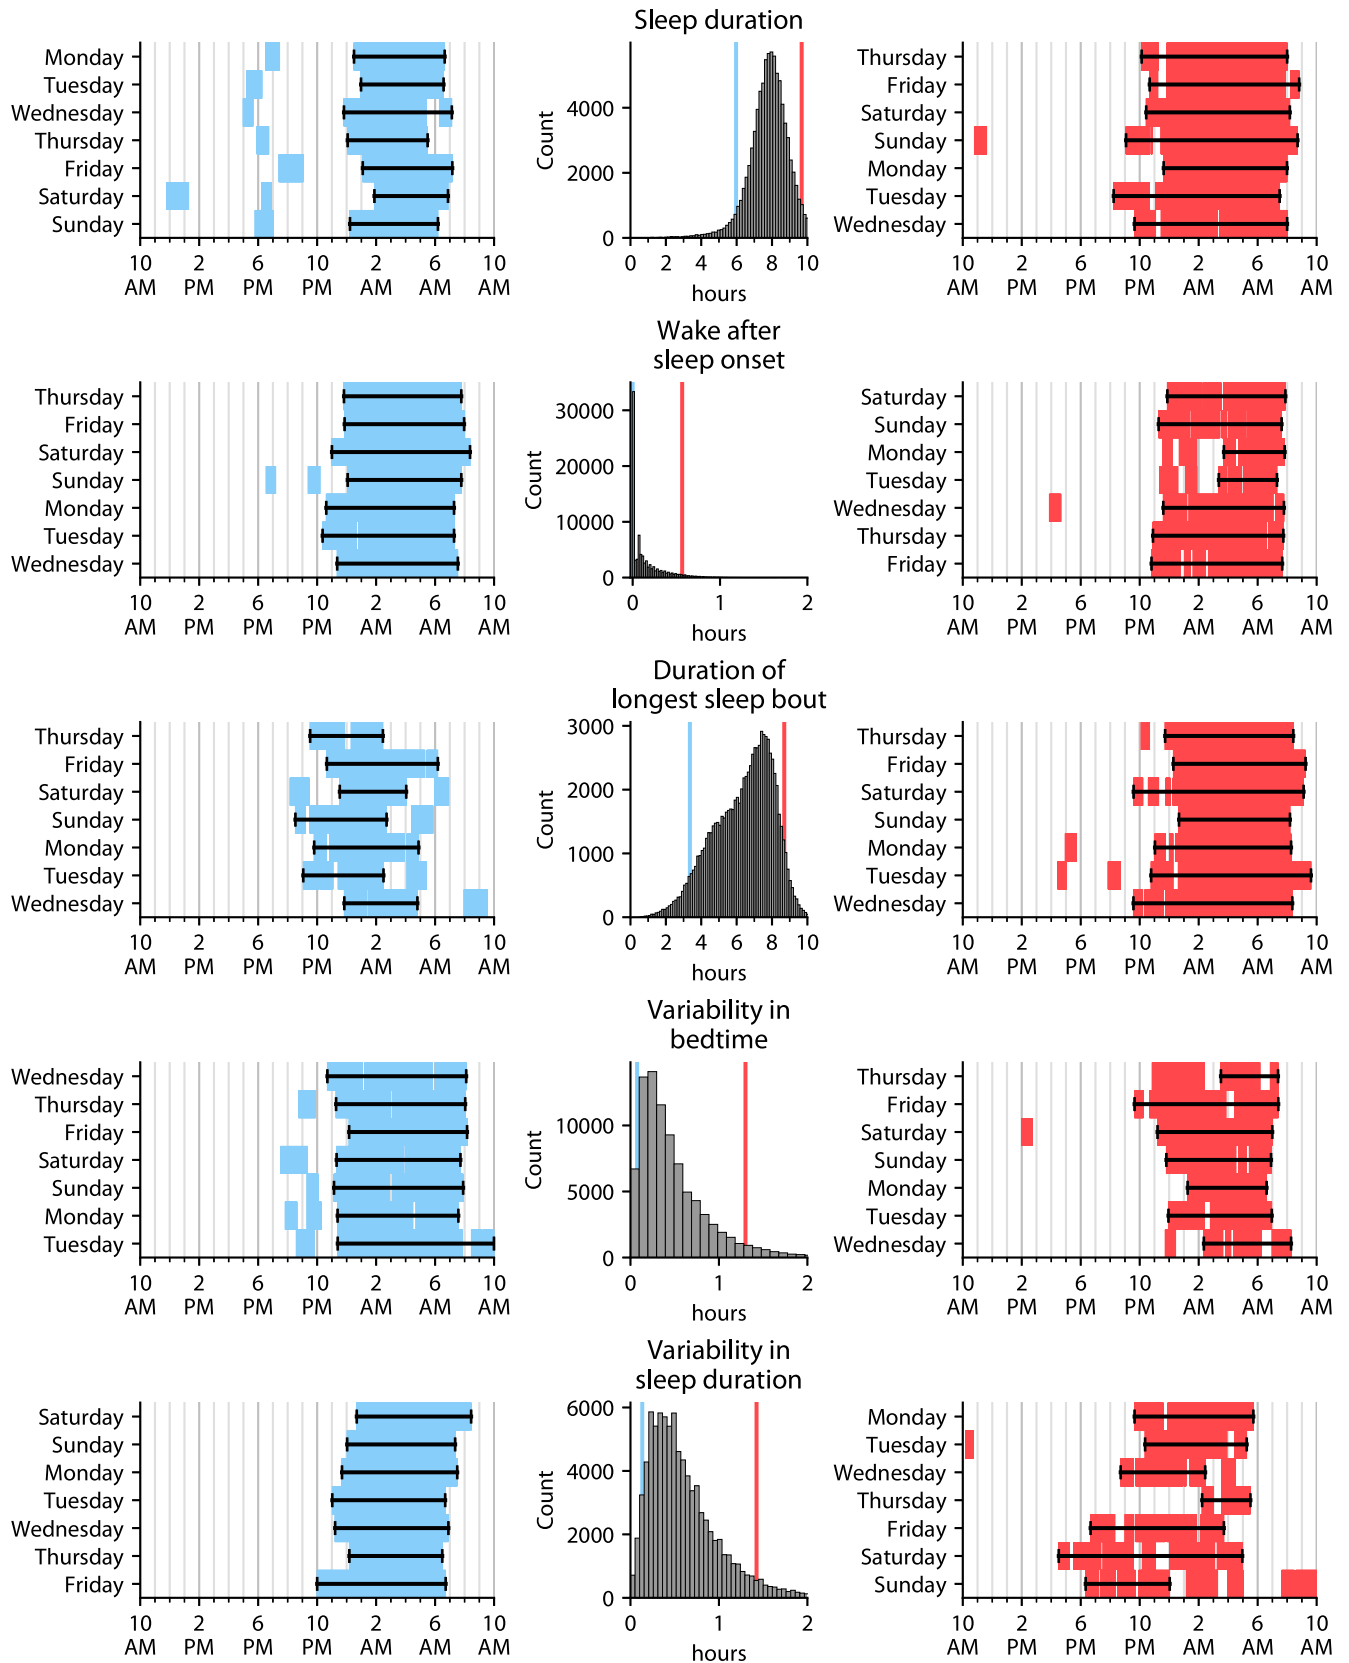 Sleep duration
Monday
Tuesday
Wednesday
Thursday
Friday
Saturday
Sunday
10 2 6 10 2 6 10
AM PM PM PM AM AM AM
Count
4000
2000
0
0 2 4 6 8 10
hours
Thursday
Friday
Saturday
Sunday
Monday
Tuesday
Wednesday
10 2 6 10 2 6 10
AM PM PM PM AM AM AM
Wake after
sleep onset
Thursday
Friday
Saturday
Sunday
Monday
Tuesday
Wednesday
10 2 6 10 2 6 10
AM PM PM PM AM AM AM
Count
30000
20000
10000
0
0 1 2
hours
Saturday
Sunday
Monday
Tuesday
Wednesday
Thursday
Friday
10 2 6 10 2 6 10
AM PM PM PM AM AM AM
Duration of
longest sleep bout
Thursday
Friday
Saturday
Sunday
Monday
Tuesday
Wednesday
10 2 6 10 2 6 10
AM PM PM PM AM AM AM
Count
3000
2000
1000
0
0 2 4 6 8 10
hours
Thursday
Friday
Saturday
Sunday
Monday
Tuesday
Wednesday
10 2 6 10 2 6 10
AM PM PM PM AM AM AM
Variability in
bedtime
Wednesday
Thursday
Friday
Saturday
Sunday
Monday
Tuesday
10 2 6 10 2 6 10
AM PM PM PM AM AM AM
Count
10000
5000
0
0 1 2
hours
Thursday
Friday
Saturday
Sunday
Monday
Tuesday
Wednesday
10 2 6 10 2 6 10
AM PM PM PM AM AM AM
Variability in
sleep duration
Saturday
Sunday
Monday
Tuesday
Wednesday
Thursday
Friday
10 2 6 10 2 6 10
AM PM PM PM AM AM AM
Count
6000
4000
2000
0
0 1 2
hours
Monday
Tuesday
Wednesday
Thursday
Friday
Saturday
Sunday
10 2 6 10 2 6 10
AM PM PM PM AM AM AM